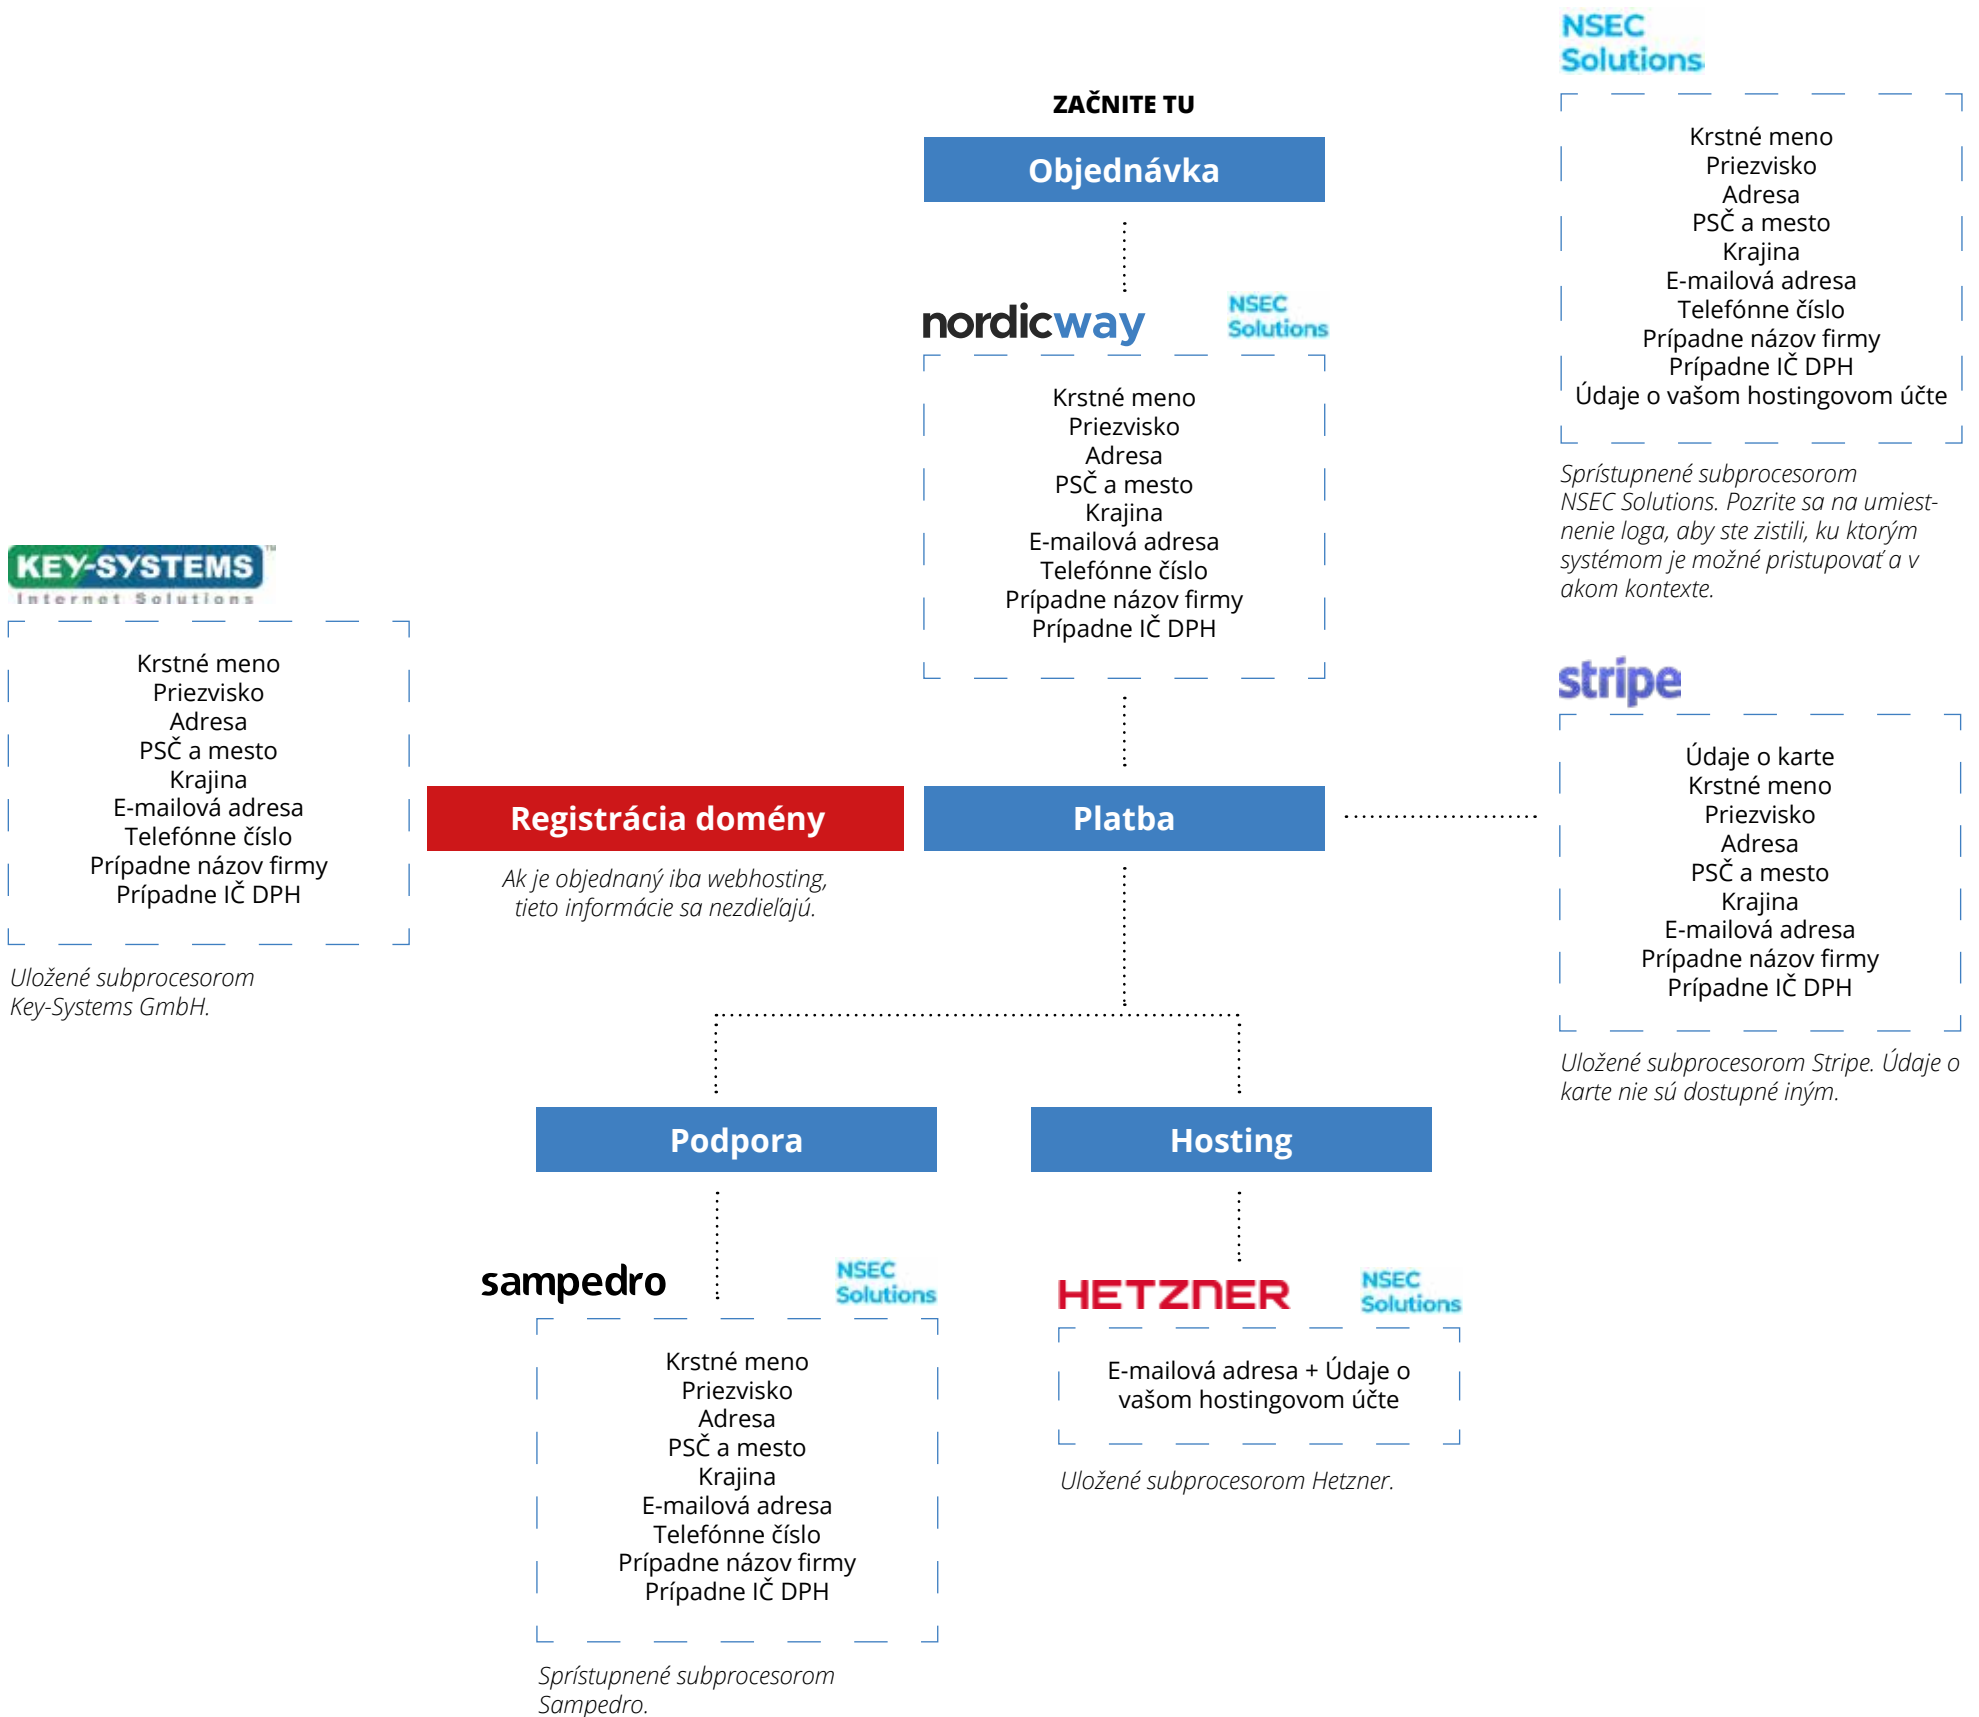 ZAČNITE TU
Objednávka
nordicway
NSEC
Solutions
Krstné meno
Priezvisko
Adresa
PSČ a mesto
Krajina
E-mailová adresa
Telefónne číslo
Prípadne názov firmy
Prípadne IČ DPH
NSEC
Solutions
Krstné meno
Priezvisko
Adresa
PSČ a mesto
Krajina
E-mailová adresa
Telefónne číslo
Prípadne názov firmy
Prípadne IČ DPH
Údaje o vašom hostingovom účte
Sprístupnené subprocesorom
NSEC Solutions. Pozrite sa na umiest-
nenie loga, aby ste zistili, ku ktorým
systémom je možné pristupovať a v
akom kontexte.
KEY-SYSTEMS™
Internet Solutions
Krstné meno
Priezvisko
Adresa
PSČ a mesto
Krajina
E-mailová adresa
Telefónne číslo
Prípadne názov firmy
Prípadne IČ DPH
Uložené subprocesorom
Key-Systems GmbH.
Registrácia domény
Ak je objednaný iba webhosting,
tieto informácie sa nezdieľajú.
Platba
stripe
Údaje o karte
Krstné meno
Priezvisko
Adresa
PSČ a mesto
Krajina
E-mailová adresa
Prípadne názov firmy
Prípadne IČ DPH
Uložené subprocesorom Stripe. Údaje o
karte nie sú dostupné iným.
Podpora
sampedro
NSEC
Solutions
Krstné meno
Priezvisko
Adresa
PSČ a mesto
Krajina
E-mailová adresa
Telefónne číslo
Prípadne názov firmy
Prípadne IČ DPH
Sprístupnené subprocesorom
Sampedro.
Hosting
HETZNER
NSEC
Solutions
E-mailová adresa + Údaje o
vašom hostingovom účte
Uložené subprocesorom Hetzner.